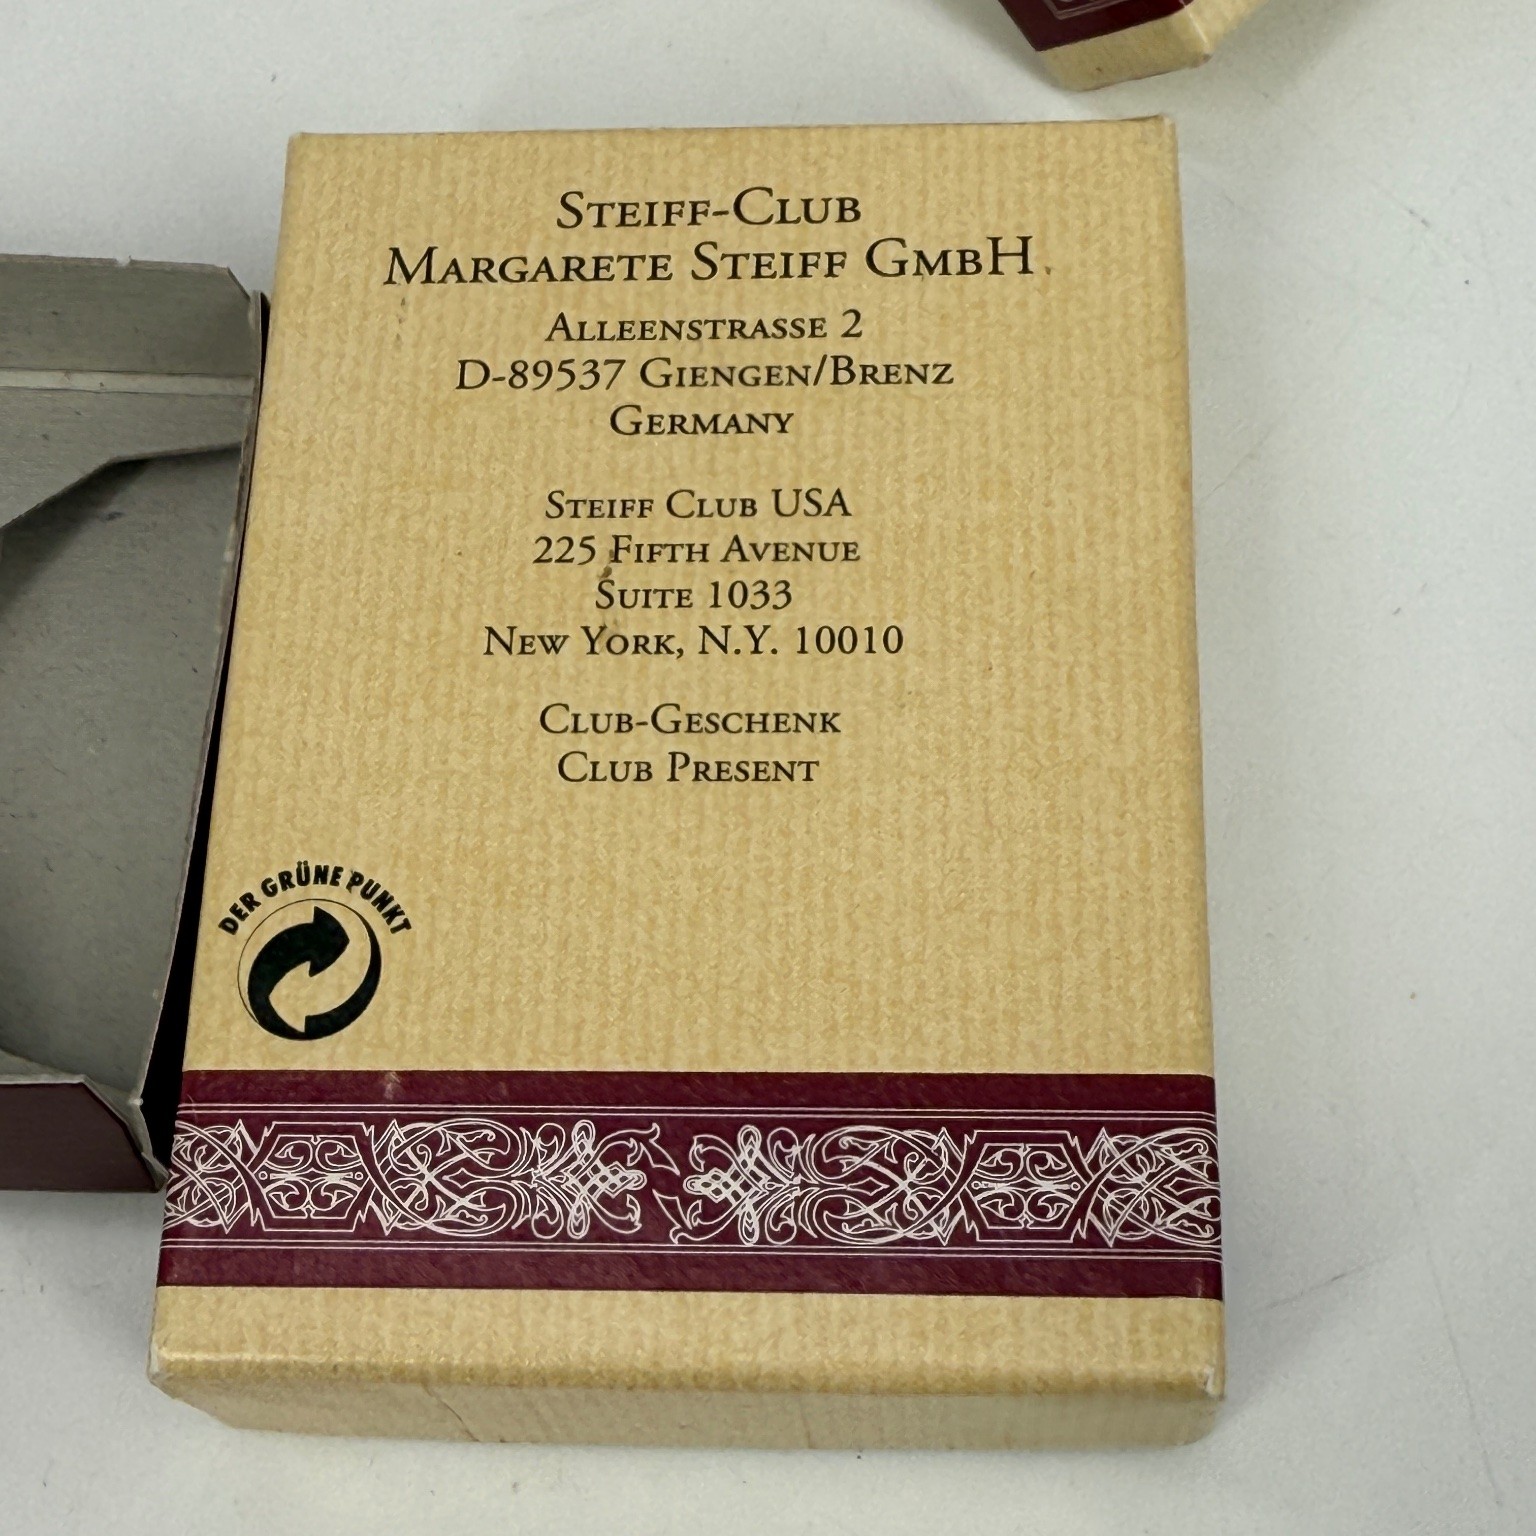 STEIFF-CLUB
MARGARETE STEIFF GMBH
ALLEENSTRASSE 2
D-89537 GIENGEN/BRENZ
GERMANY
STEIFF CLUB USA
225 FIFTH AVENUE
SUITE 1033
NEW YORK, N.Y. 10010
CLUB-GESCHENK
CLUB PRESENT
DER GRÜNE PUNKT